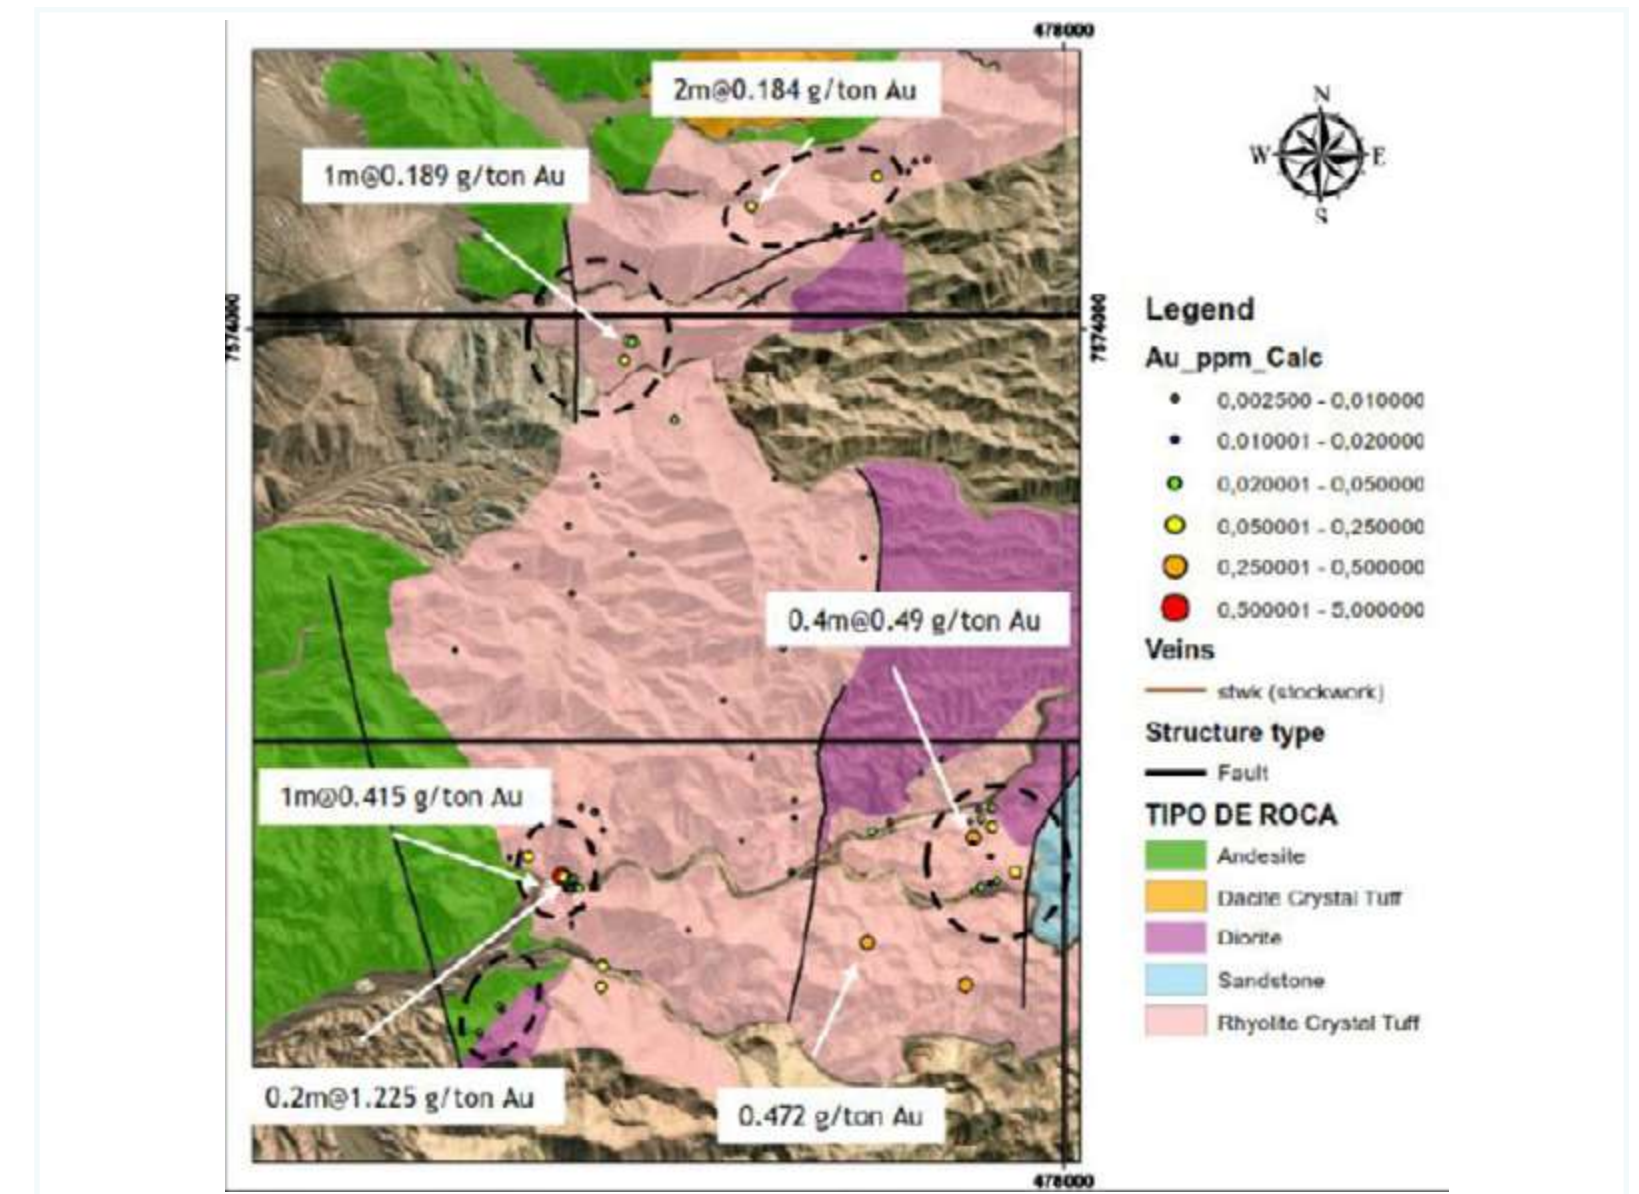 478000
2m@0.184 g/ton Au
1m@0.189 g/ton Au
N
W
E
S
7574000
7574000
Legend
Au_ppm_Calc
0,002500 - 0,010000
0,010001 - 0,020000
0,020001 - 0,050000
0,050001 - 0,250000
0,250001 - 0,500000
0,500001 - 5,000000
Veins
stwk (stockwork)
Structure type
Fault
TIPO DE ROCA
Andesite
Dacite Crystal Tuff
Diorite
Sandstone
Rhyolite Crystal Tuff
0.4m@0.49 g/ton Au
1m@0.415 g/ton Au
0.2m@1.225 g/ton Au
0.472 g/ton Au
478000